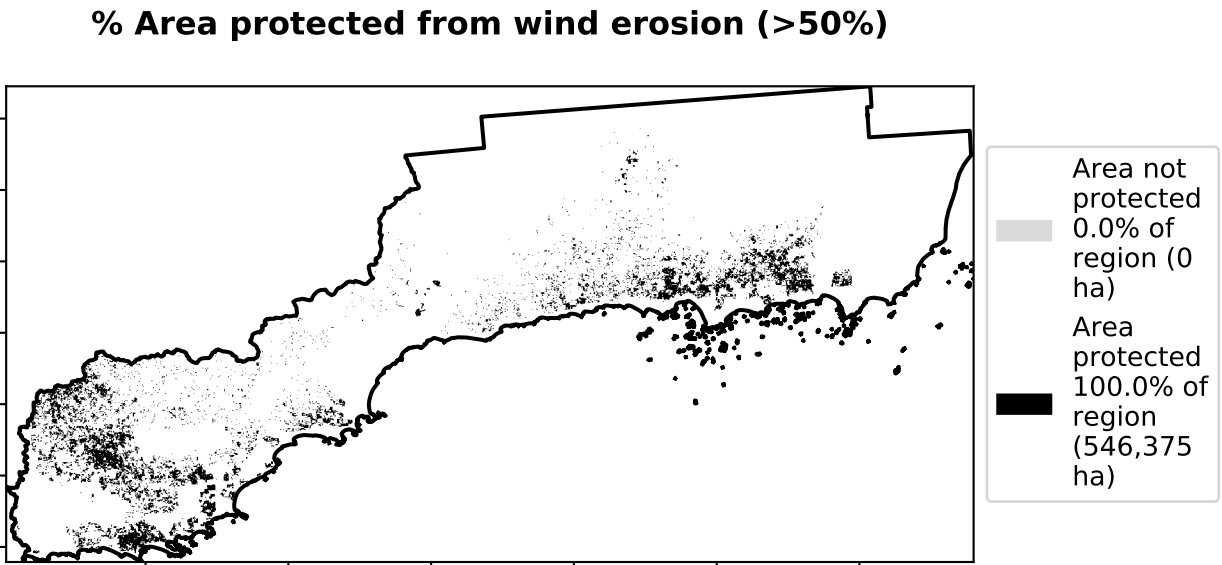 % Area protected from wind erosion (>50%)
Area not
protected
0.0% of
region (0
ha)
Area
protected
100.0% of
region
(546,375
ha)